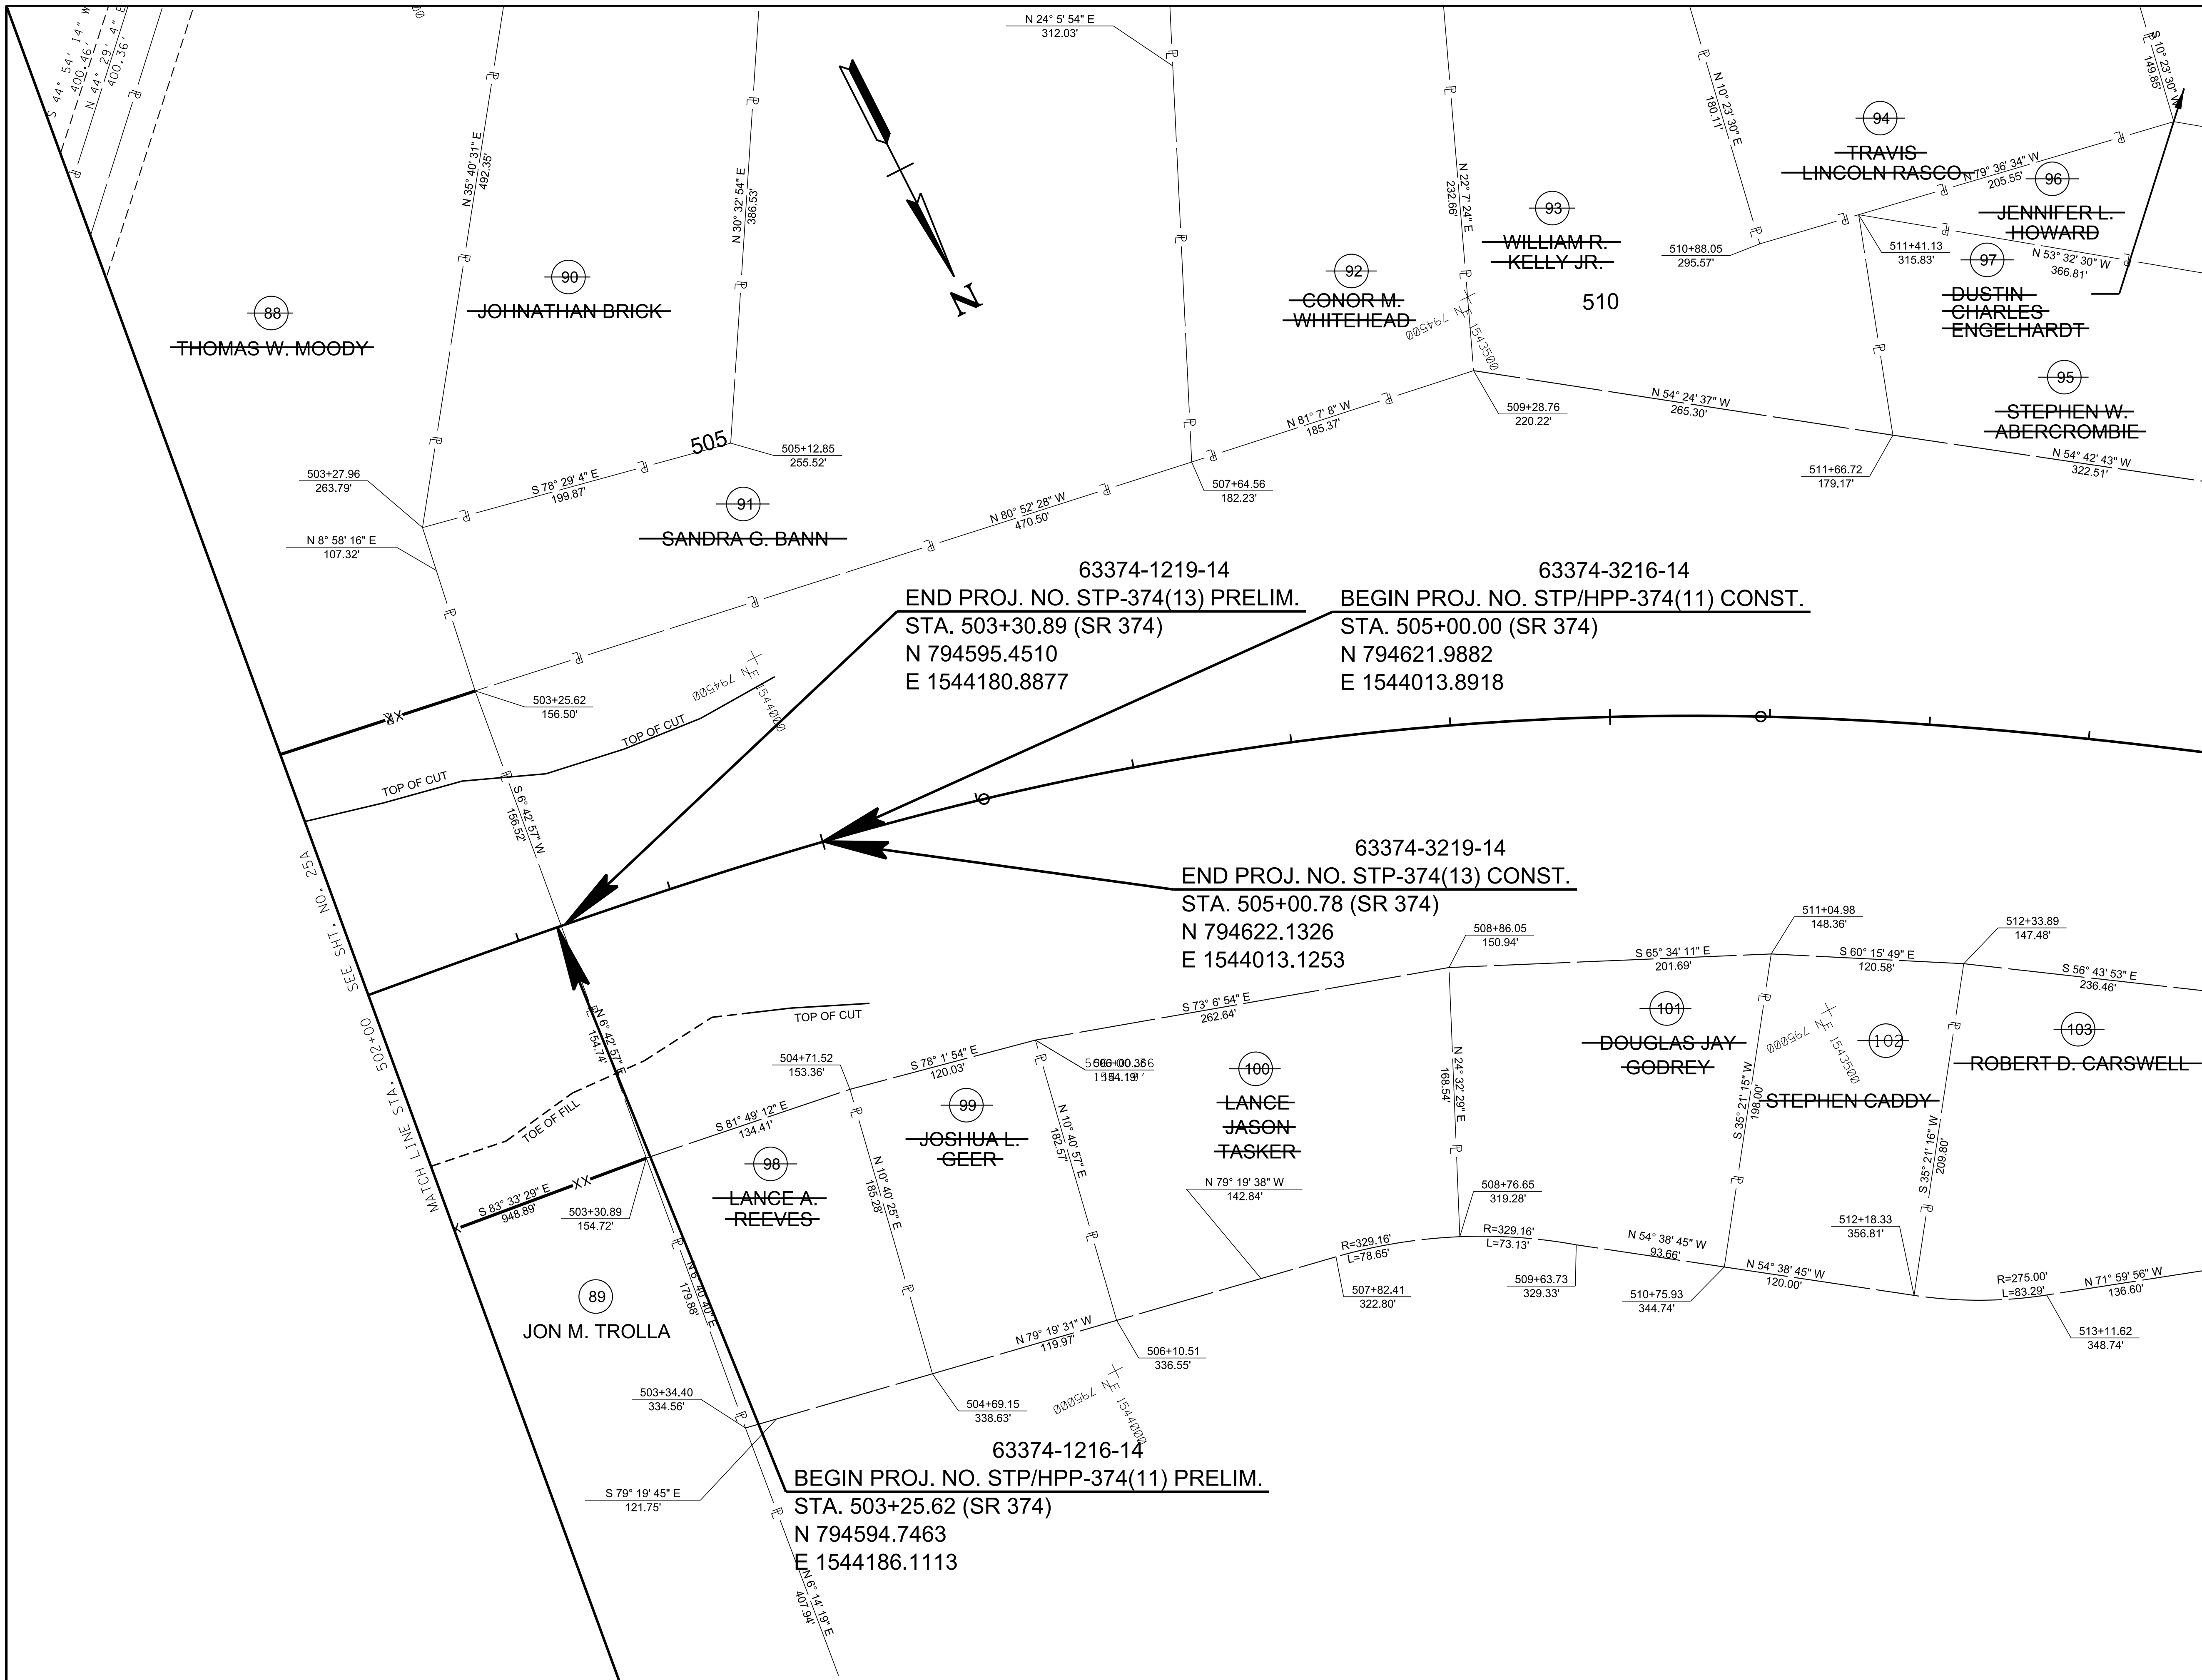 S 44° 54' 14" W
400.46'
N 44° 29' 4" E
400.36'
00
N 35° 40' 31" E
492.35'
N 30° 32' 54" E
386.53'
N
N 24° 5' 54" E
312.03'
N 22° 7' 24" E
232.66'
N 10° 23' 30" E
180.11'
S 10° 23' 30" W
149.85'
94
TRAVIS
LINCOLN RASCO
N 79° 36' 34" W
205.55'
96
JENNIFER L.
HOWARD
93
WILLIAM R.
KELLY JR.
510
510+88.05
295.57'
511+41.13
315.83'
N 53° 32' 30" W
366.81'
97
DUSTIN
CHARLES
ENGELHARDT
88
THOMAS W. MOODY
90
JOHNATHAN BRICK
92
CONOR M.
WHITEHEAD
N 794500
E 1543500
95
STEPHEN W.
ABERCROMBIE
N 54° 24' 37" W
265.30'
509+28.76
220.22'
N 81° 7' 8" W
185.37'
N 54° 42' 43" W
322.51'
511+66.72
179.17'
505
505+12.85
255.52'
503+27.96
263.79'
S 78° 29' 4" E
199.87'
507+64.56
182.23'
91
SANDRA G. BANN
N 80° 52' 28" W
470.50'
N 8° 58' 16" E
107.32'
63374-1219-14
END PROJ. NO. STP-374(13) PRELIM.
STA. 503+30.89 (SR 374)
N 794595.4510
E 1544180.8877
63374-3216-14
BEGIN PROJ. NO. STP/HPP-374(11) CONST.
STA. 505+00.00 (SR 374)
N 794621.9882
E 1544013.8918
N 794500
E 1544000
503+25.62
156.50'
XX
TOP OF CUT
TOP OF CUT
S 6° 42' 57" W
156.52'
63374-3219-14
END PROJ. NO. STP-374(13) CONST.
STA. 505+00.78 (SR 374)
N 794622.1326
E 1544013.1253
MATCH LINE STA. 502+00 SEE SHT. NO. 25A
508+86.05
150.94'
511+04.98
148.36'
512+33.89
147.48'
S 65° 34' 11" E
201.69'
S 60° 15' 49" E
120.58'
S 56° 43' 53" E
236.46'
S 73° 6' 54" E
262.64'
TOP OF CUT
N 6° 42' 57" E
154.74'
101
DOUGLAS JAY
GODREY
N 795000
E 1543500
102
STEPHEN CADDY
103
ROBERT D. CARSWELL
504+71.52
153.36'
S 78° 1' 54" E
120.03'
506+00.36
154.19'
N 24° 32' 29" E
168.54'
S 35° 21' 15" W
198.00'
S 35° 21' 16" W
209.80'
TOE OF FILL
S 81° 49' 12" E
134.41'
99
JOSHUA L.
GEER
N 10° 40' 57" E
182.57'
100
LANCE
JASON
TASKER
98
LANCE A.
REEVES
N 10° 40' 25" E
185.28'
N 79° 19' 38" W
142.84'
508+76.65
319.28'
S 83° 33' 29" E
948.89'
XX
503+30.89
154.72'
R=329.16'
L=78.65'
R=329.16'
L=73.13'
N 54° 38' 45" W
93.66'
N 54° 38' 45" W
120.00'
512+18.33
356.81'
R=275.00'
L=83.29'
N 71° 59' 56" W
136.60'
89
JON M. TROLLA
N 6° 40' 40" E
179.88'
507+82.41
322.80'
509+63.73
329.33'
510+75.93
344.74'
513+11.62
348.74'
N 79° 19' 31" W
119.97'
506+10.51
336.55'
503+34.40
334.56'
504+69.15
338.63'
N 795000
E 1544000
S 79° 19' 45" E
121.75'
63374-1216-14
BEGIN PROJ. NO. STP/HPP-374(11) PRELIM.
STA. 503+25.62 (SR 374)
N 794594.7463
E 1544186.1113
N 6° 14' 19" E
407.94'